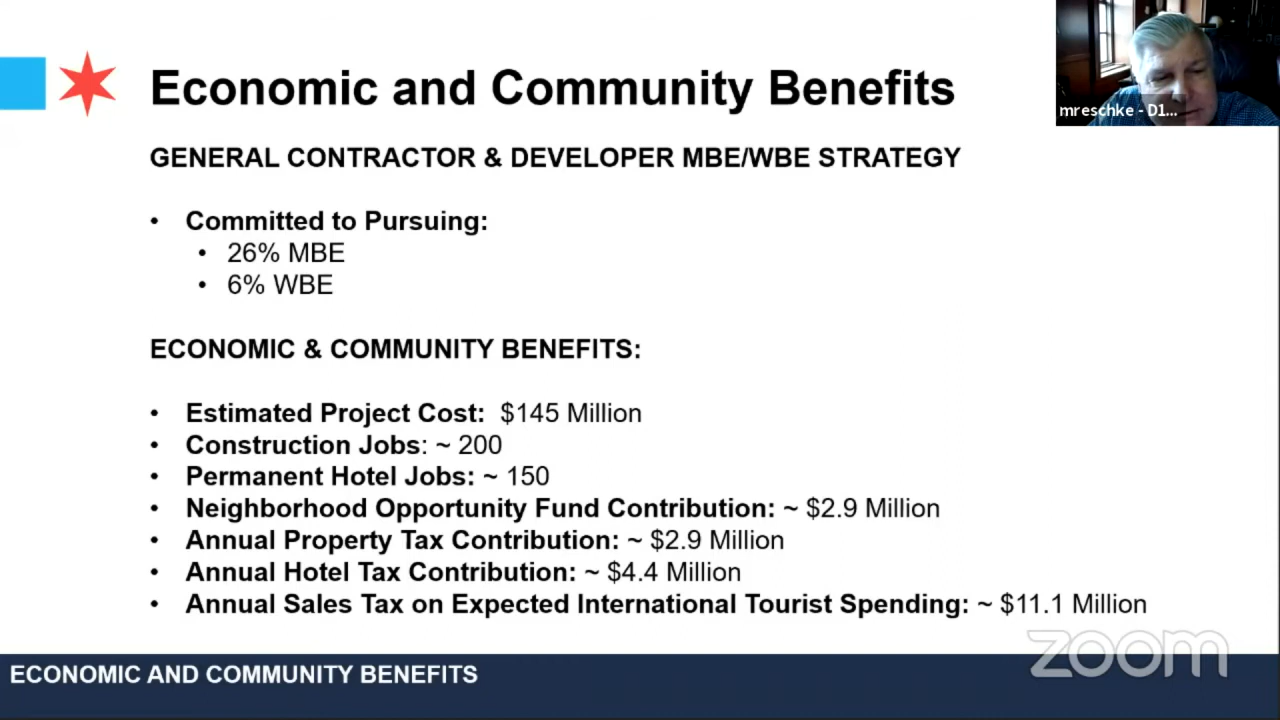 Economic and Community Benefits
mreschke - D1...
GENERAL CONTRACTOR & DEVELOPER MBE/WBE STRATEGY
• Committed to Pursuing:
• 26% MBE
• 6% WBE
ECONOMIC & COMMUNITY BENEFITS:
• Estimated Project Cost: $145 Million
• Construction Jobs: ~ 200
• Permanent Hotel Jobs: ~ 150
• Neighborhood Opportunity Fund Contribution: ~ $2.9 Million
• Annual Property Tax Contribution: ~ $2.9 Million
• Annual Hotel Tax Contribution: ~ $4.4 Million
• Annual Sales Tax on Expected International Tourist Spending: ~ $11.1 Million
zoom
ECONOMIC AND COMMUNITY BENEFITS